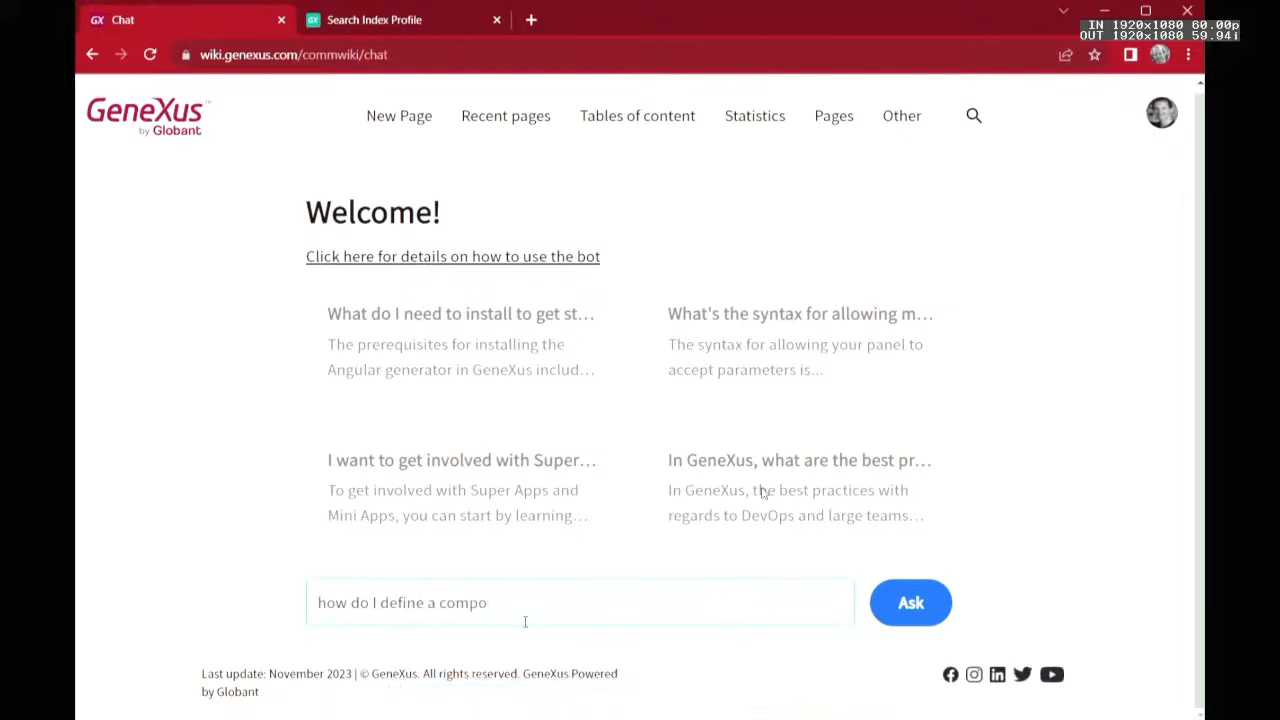 Chat
Search Index Profile
IN 1920x1080 60.00p
OUT 1920x1080 59.94i
wiki.genexus.com/commwiki/chat
GeneXus™
by Globant
New Page
Recent pages
Tables of content
Statistics
Pages
Other
Welcome!
Click here for details on how to use the bot
What do I need to install to get st...
The prerequisites for installing the
Angular generator in GeneXus includ...
What's the syntax for allowing m...
The syntax for allowing your panel to
accept parameters is...
I want to get involved with Super...
To get involved with Super Apps and
Mini Apps, you can start by learning...
In GeneXus, what are the best pr...
In GeneXus, the best practices with
regards to DevOps and large teams...
how do I define a compo
Ask
Last update: November 2023 | © GeneXus. All rights reserved. GeneXus Powered
by Globant